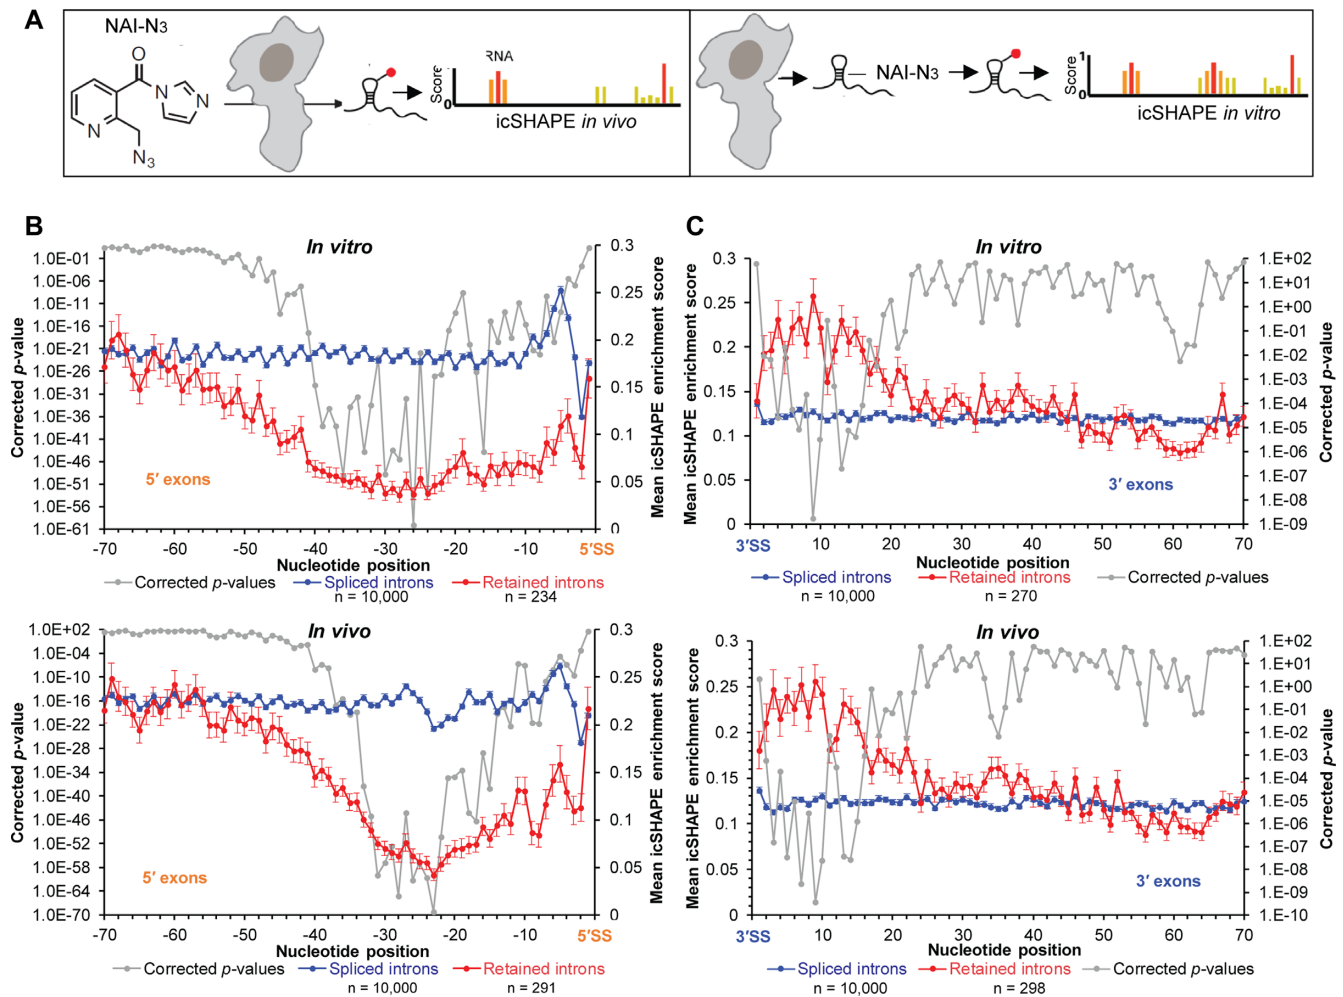 A
NAI-N3
O
N
N
N
N3
RNA
Score
0
icSHAPE in vivo
NAI-N3
1
Score
0
icSHAPE in vitro
B
In vitro
1.0E-01
1.0E-06
1.0E-11
1.0E-16
1.0E-21
1.0E-26
1.0E-31
1.0E-36
1.0E-41
1.0E-46
1.0E-51
1.0E-56
1.0E-61
Corrected p-value
0.3
0.25
0.2
0.15
0.1
0.05
0
Mean icSHAPE enrichment score
5′ exons
-70 -60 -50 -40 -30 -20 -10 5′SS
Nucleotide position
Corrected p-values Spliced introns Retained introns
n = 10,000 n = 234
In vivo
1.0E+02
1.0E-04
1.0E-10
1.0E-16
1.0E-22
1.0E-28
1.0E-34
1.0E-40
1.0E-46
1.0E-52
1.0E-58
1.0E-64
1.0E-70
Corrected p-value
0.3
0.25
0.2
0.15
0.1
0.05
0
Mean icSHAPE enrichment score
5′ exons
-70 -60 -50 -40 -30 -20 -10 5′SS
Nucleotide position
Corrected p-values Spliced introns Retained introns
n = 10,000 n = 291
C
In vitro
0.3
0.25
0.2
0.15
0.1
0.05
0
Mean icSHAPE enrichment score
1.E+02
1.E+01
1.E+00
1.E-01
1.E-02
1.E-03
1.E-04
1.E-05
1.E-06
1.E-07
1.E-08
1.E-09
Corrected p-value
3′ exons
3′SS 10 20 30 40 50 60 70
Nucleotide position
Spliced introns Retained introns Corrected p-values
n = 10,000 n = 270
In vivo
0.3
0.25
0.2
0.15
0.1
0.05
0
Mean icSHAPE enrichment score
1.E+02
1.E+01
1.E+00
1.E-01
1.E-02
1.E-03
1.E-04
1.E-05
1.E-06
1.E-07
1.E-08
1.E-09
1.E-10
Corrected p-value
3′ exons
3′SS 10 20 30 40 50 60 70
Nucleotide position
Spliced introns Retained introns Corrected p-values
n = 10,000 n = 298